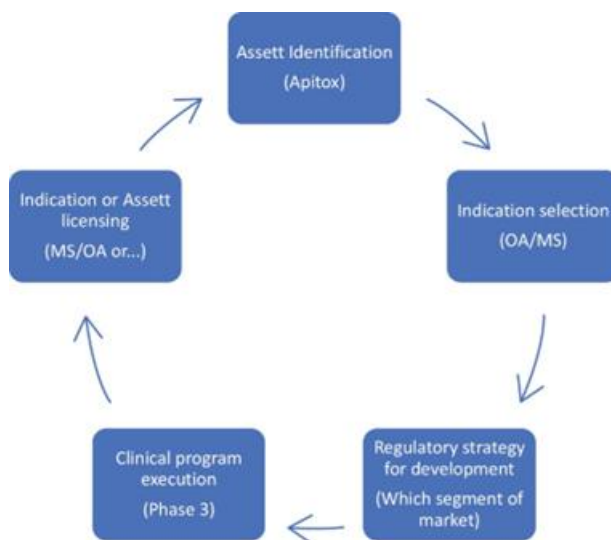 Assett Identification
(Apitox)
Indication selection
(OA/MS)
Regulatory strategy
for development
(Which segment of
market)
Clinical program
execution
(Phase 3)
Indication or Assett
licensing
(MS/OA or...)